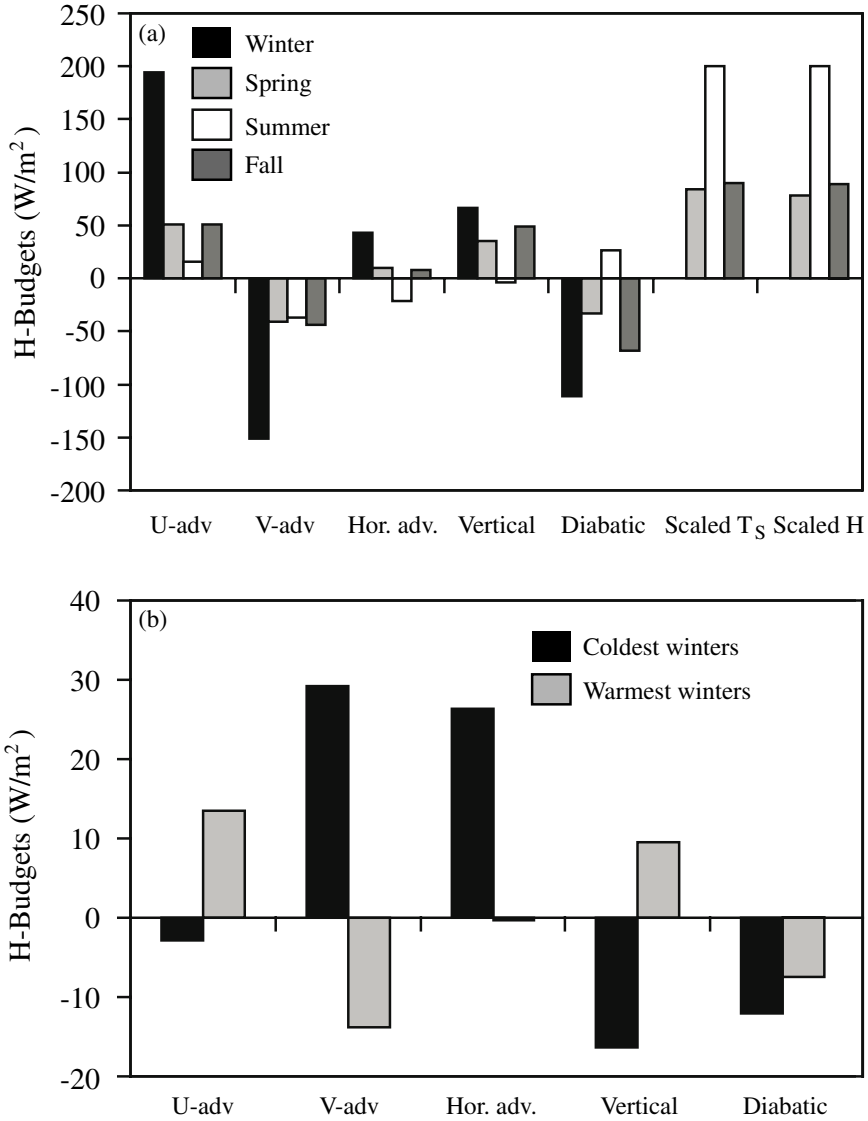 (a)
Winter
Spring
Summer
Fall
H-Budgets (W/m²)
250
200
150
100
50
0
-50
-100
-150
-200
U-adv V-adv Hor. adv. Vertical Diabatic Scaled T_S Scaled H
(b)
Coldest winters
Warmest winters
H-Budgets (W/m²)
40
30
20
10
0
-10
-20
U-adv V-adv Hor. adv. Vertical Diabatic